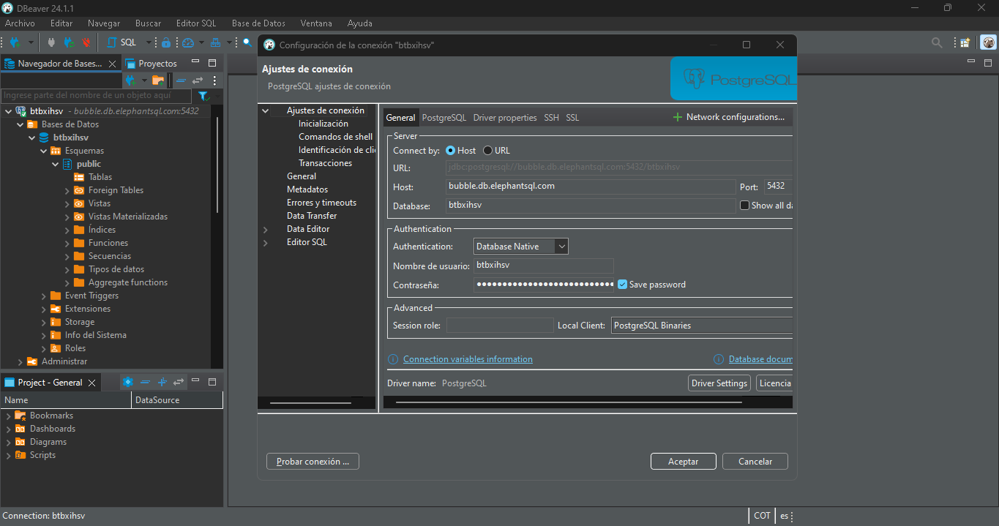 DBeaver 24.1.1
Archivo Editar Navegar Buscar Editor SQL Base de Datos Ventana Ayuda
SQL
Navegador de Bases... Proyectos
Ingrese parte del nombre de un objeto aquí
btbxihsv - bubble.db.elephantsql.com:5432
Bases de Datos
btbxihsv
Esquemas
public
Tablas
Foreign Tables
Vistas
Vistas Materializadas
Índices
Funciones
Secuencias
Tipos de datos
Aggregate functions
Event Triggers
Extensiones
Storage
Info del Sistema
Roles
Administrar
Project - General
Name DataSource
Bookmarks
Dashboards
Diagrams
Scripts
Configuración de la conexión "btbxihsv"
Ajustes de conexión
PostgreSQL ajustes de conexión
PostgreSQL
Ajustes de conexión
Inicialización
Comandos de shell
Identificación de clie
Transacciones
General
Metadatos
Errores y timeouts
Data Transfer
Data Editor
Editor SQL
General PostgreSQL Driver properties SSH SSL Network configurations...
Server
Connect by: Host URL
URL: jdbc:postgresql://bubble.db.elephantsql.com:5432/btbxihsv
Host: bubble.db.elephantsql.com Port: 5432
Database: btbxihsv Show all da
Authentication
Authentication: Database Native
Nombre de usuario: btbxihsv
Contraseña: Save password
Advanced
Session role: Local Client: PostgreSQL Binaries
Connection variables information Database docum
Driver name: PostgreSQL Driver Settings Licencia
Probar conexión ... Aceptar Cancelar
Connection: btbxihsv COT es